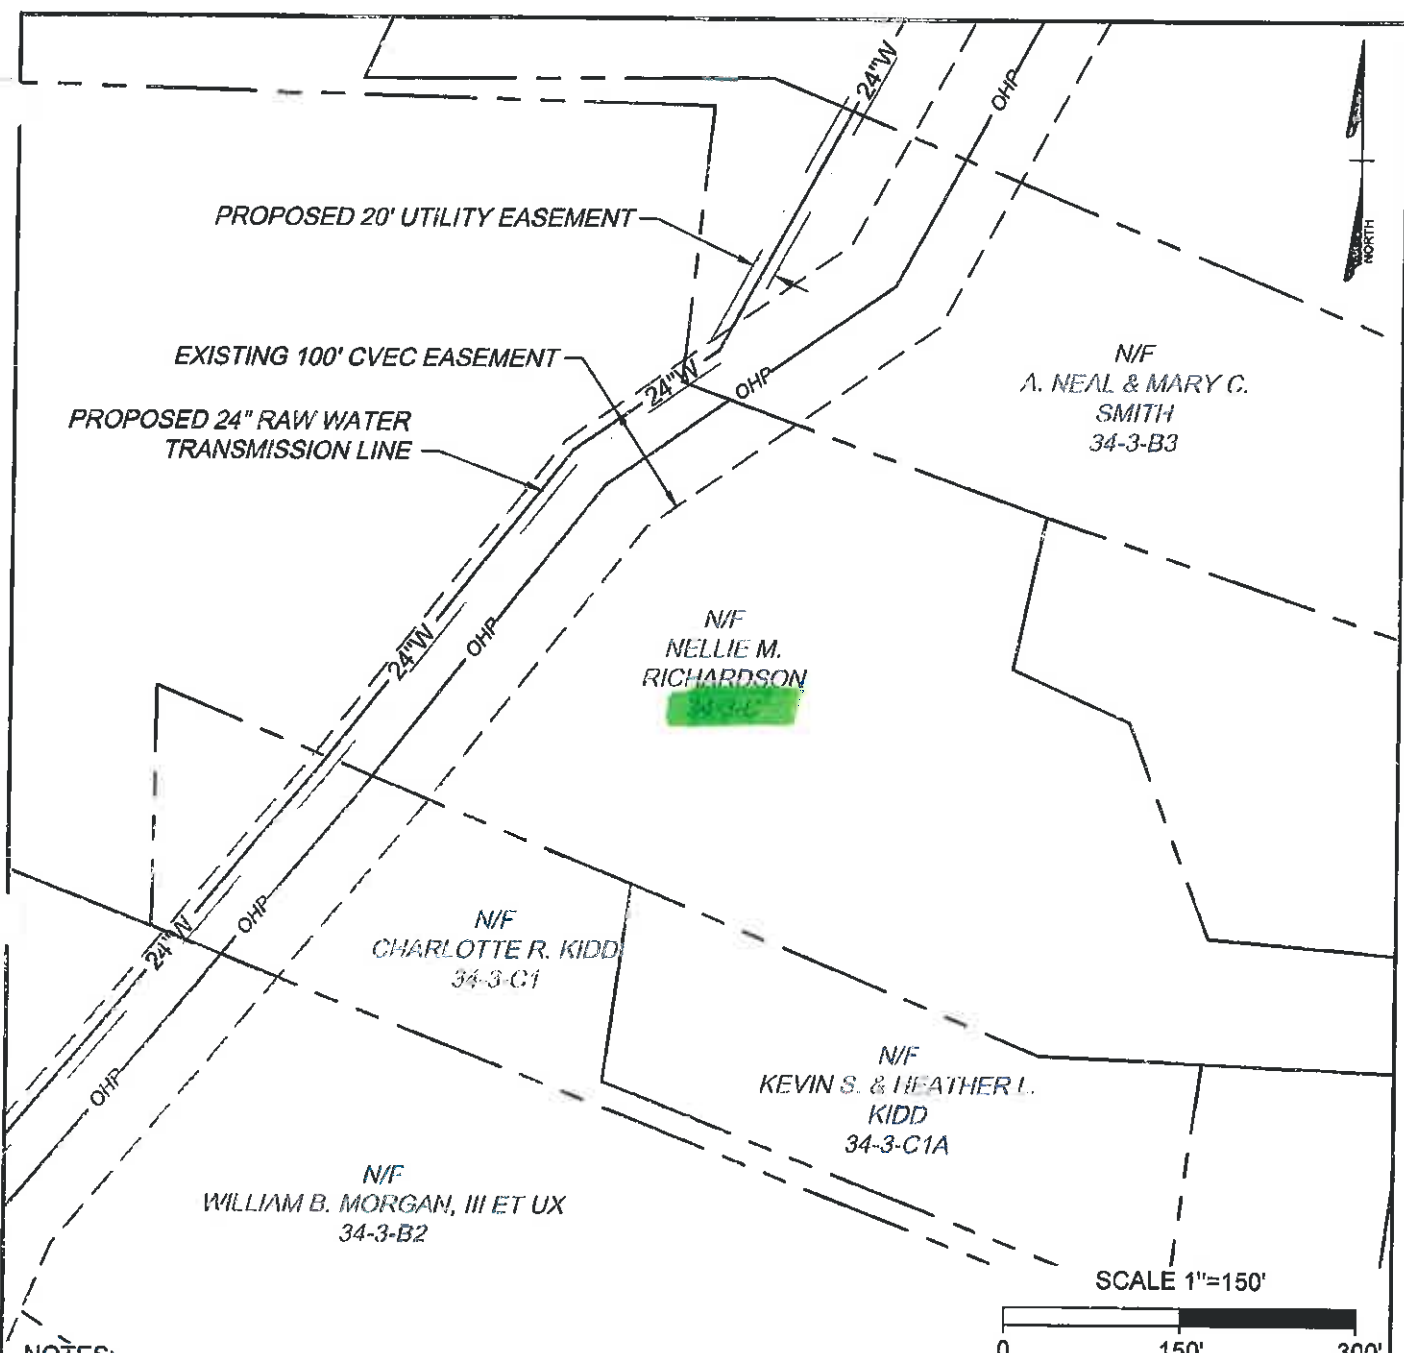 24"W
OHP
NORTH
PROPOSED 20' UTILITY EASEMENT
EXISTING 100' CVEC EASEMENT
24"W
OHP
PROPOSED 24" RAW WATER
TRANSMISSION LINE
N/F
A. NEAL & MARY C.
SMITH
34-3-B3
24"W
OHP
N/F
NELLIE M.
RICHARDSON
34-3-C
24"W
OHP
N/F
CHARLOTTE R. KIDD
34-3-C1
OHP
N/F
KEVIN S. & HEATHER L.
KIDD
34-3-C1A
N/F
WILLIAM B. MORGAN, III ET UX
34-3-B2
SCALE 1"=150'
0 150' 300'
NOTES: